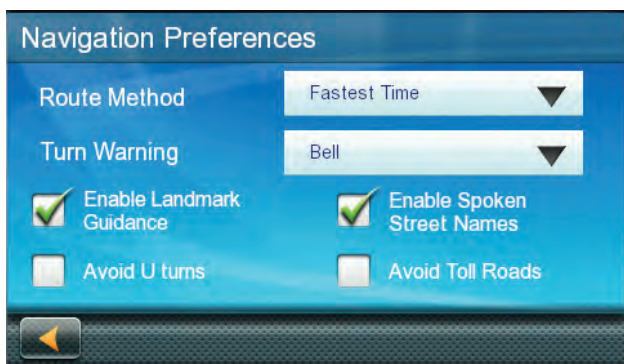 Navigation Preferences
Route Method
Fastest Time
Turn Warning
Bell
Enable Landmark
Guidance
Enable Spoken
Street Names
Avoid U turns
Avoid Toll Roads